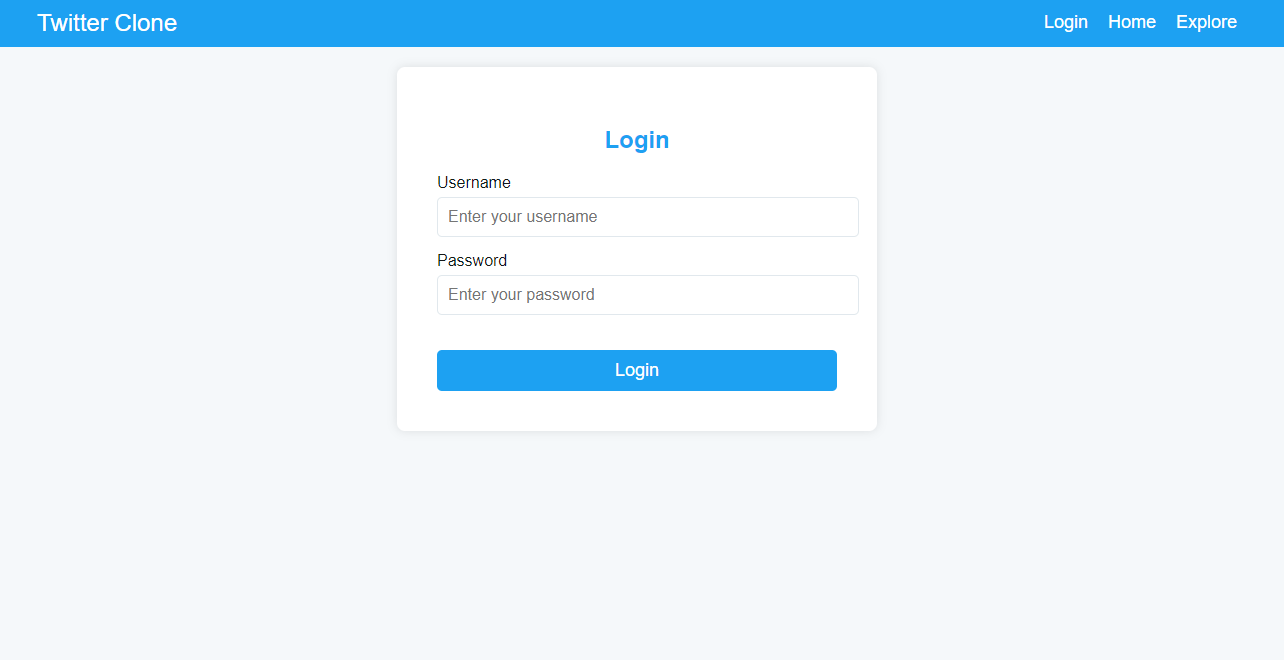 Twitter Clone
Login Home Explore
Login
Username
Enter your username
Password
Enter your password
Login